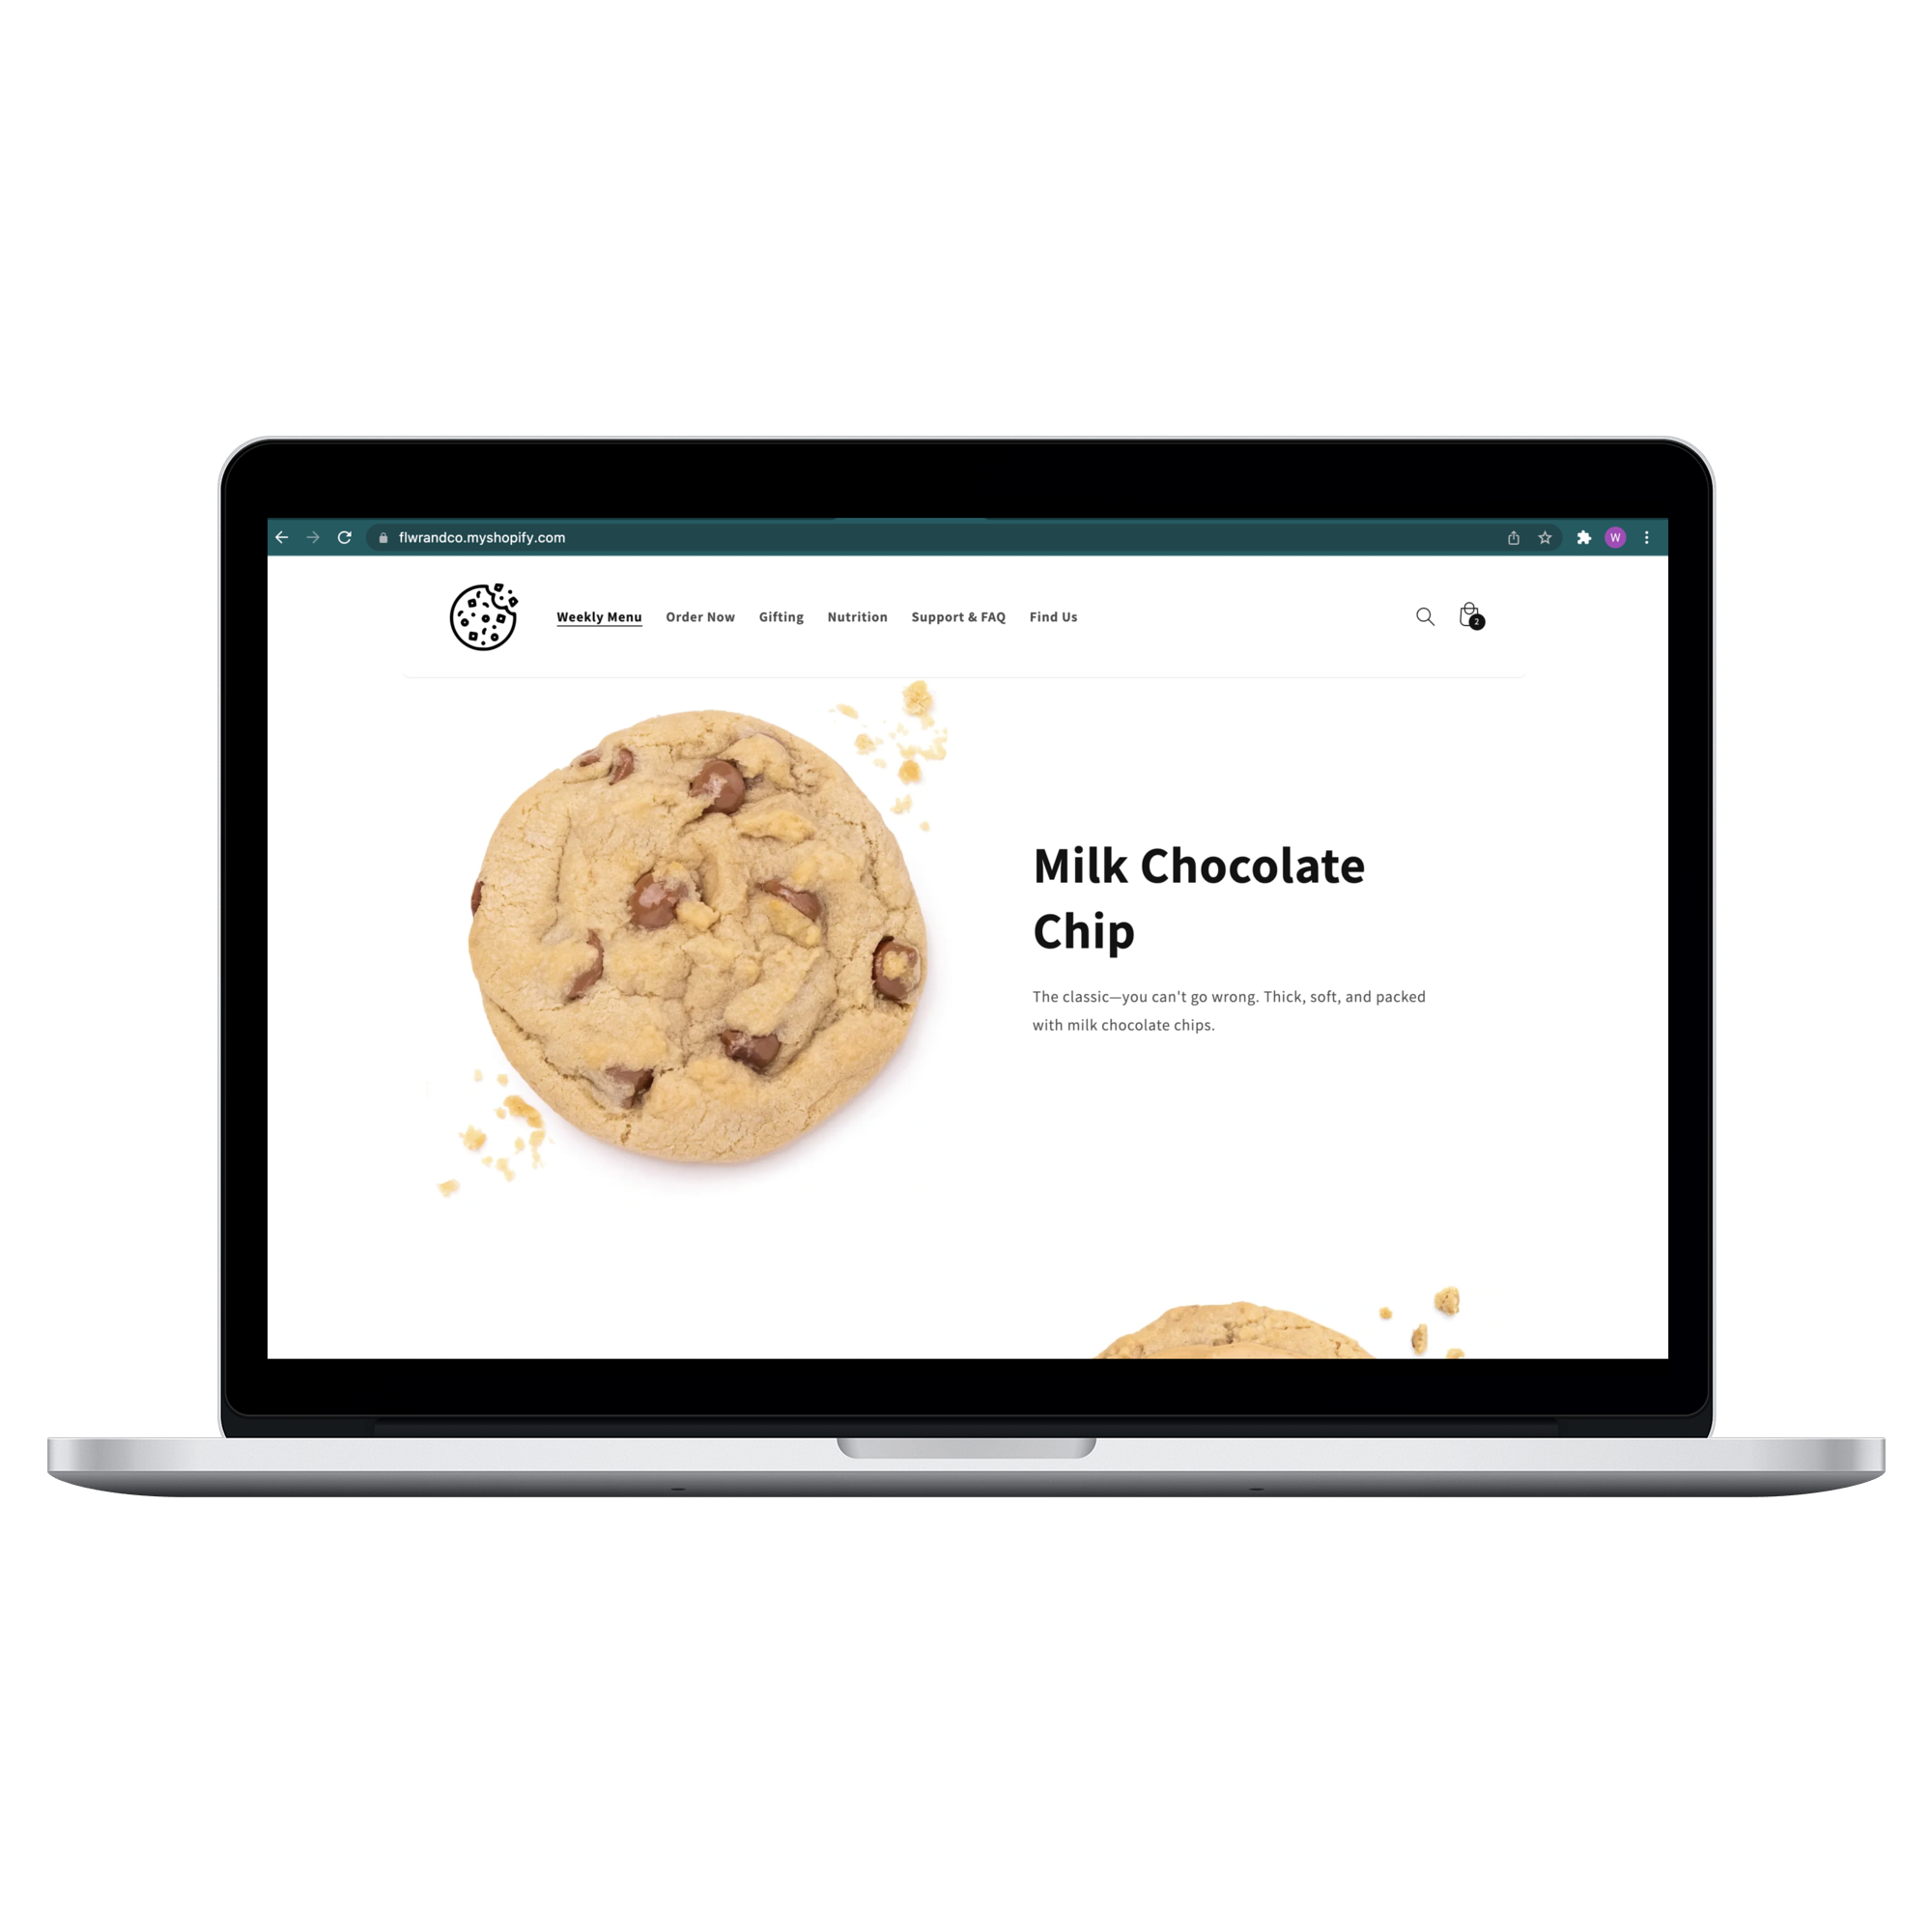 flwrandco.myshopify.com
W
Weekly Menu Order Now Gifting Nutrition Support & FAQ Find Us
2
Milk Chocolate
Chip
The classic—you can't go wrong. Thick, soft, and packed
with milk chocolate chips.